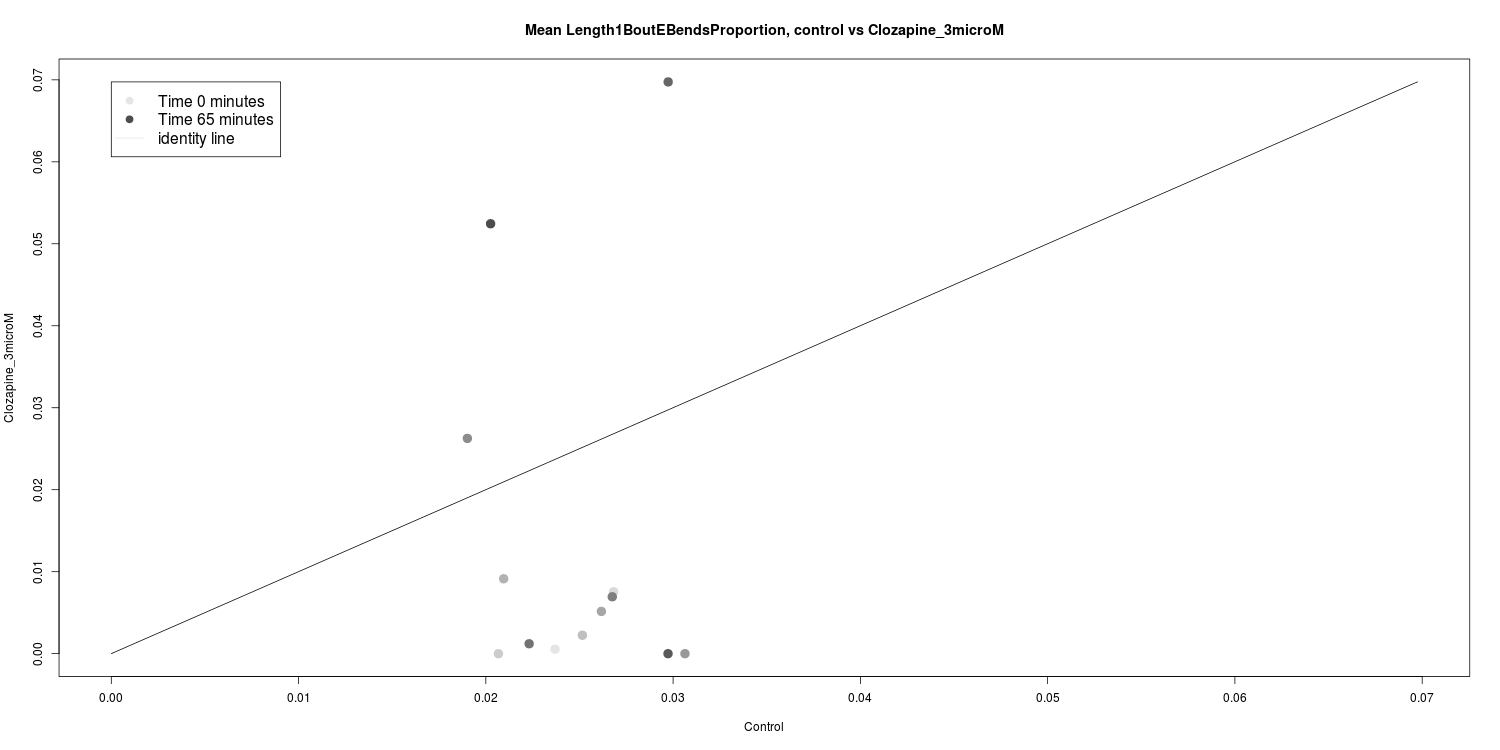 Mean Length1BoutEBendsProportion, control vs Clozapine_3microM
Time 0 minutes
Time 65 minutes
identity line
Clozapine_3microM
0.07
0.06
0.05
0.04
0.03
0.02
0.01
0.00
0.00 0.01 0.02 0.03 0.04 0.05 0.06 0.07
Control